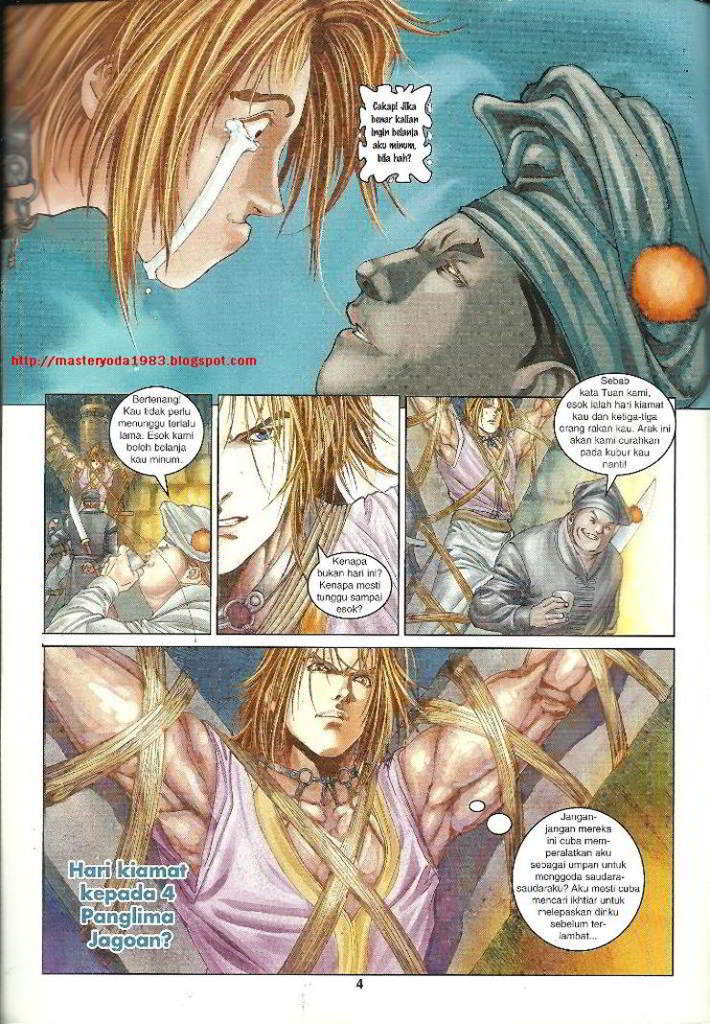 Cakap! Jika
benar kalian
ingin belanja
aku minum,
bila hah?
http://masteryoda1983.blogspot.com
Bertenang!
Kau tidak perlu
menunggu terlalu
lama. Esok kami
boleh belanja
kau minum.
Kenapa
bukan hari ini?
Kenapa mesti
tunggu sampai
esok?
Sebab
kata Tuan kami,
esok ialah hari kiamat
kau dan ketiga-tiga
orang rakan kau. Arak ini
akan kami curahkan
pada kubur kau
nanti!
Jangan-
jangan mereka
ini cuba mem-
peralatkan aku
sebagai umpan untuk
menggoda saudara-
saudaraku? Aku mesti cuba
mencari ikhtiar untuk
melepaskan diriku
sebelum ter-
lambat...
Hari kiamat
kepada 4
Panglima
Jagoan?
4